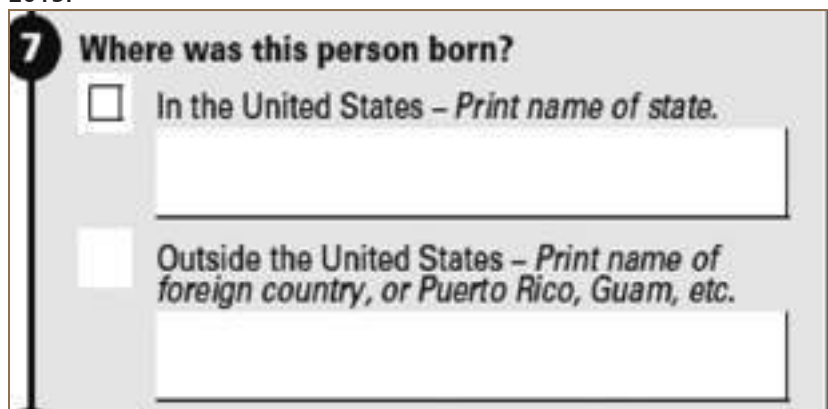 7 Where was this person born?
In the United States – Print name of state.
Outside the United States – Print name of
foreign country, or Puerto Rico, Guam, etc.